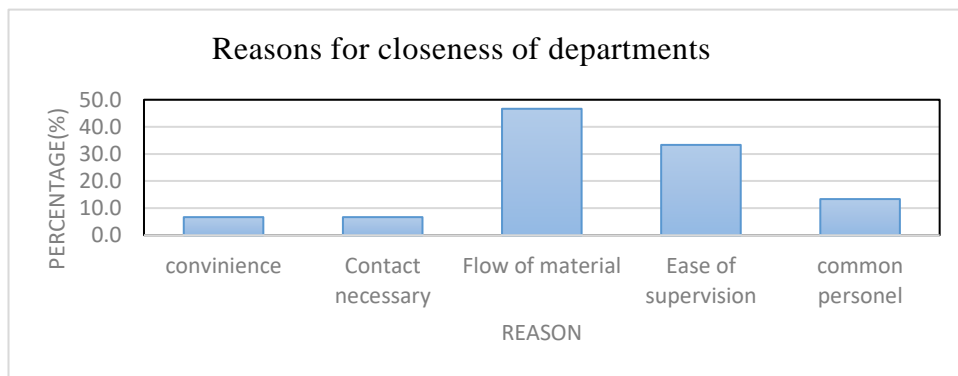 Reasons for closeness of departments
PERCENTAGE(%)
50.0
40.0
30.0
20.0
10.0
0.0
convinience
Contact
necessary
Flow of material
Ease of
supervision
common
personel
REASON